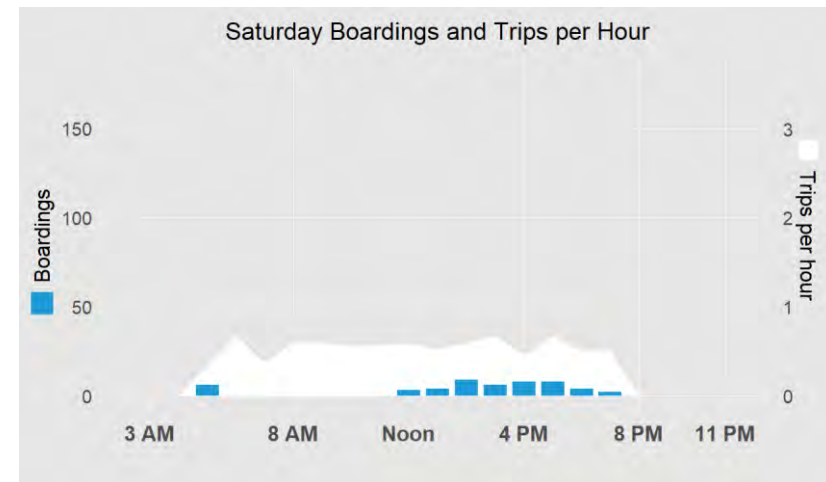 Saturday Boardings and Trips per Hour
150
100
50
0
Boardings
3
2
1
0
Trips per hour
3 AM 8 AM Noon 4 PM 8 PM 11 PM